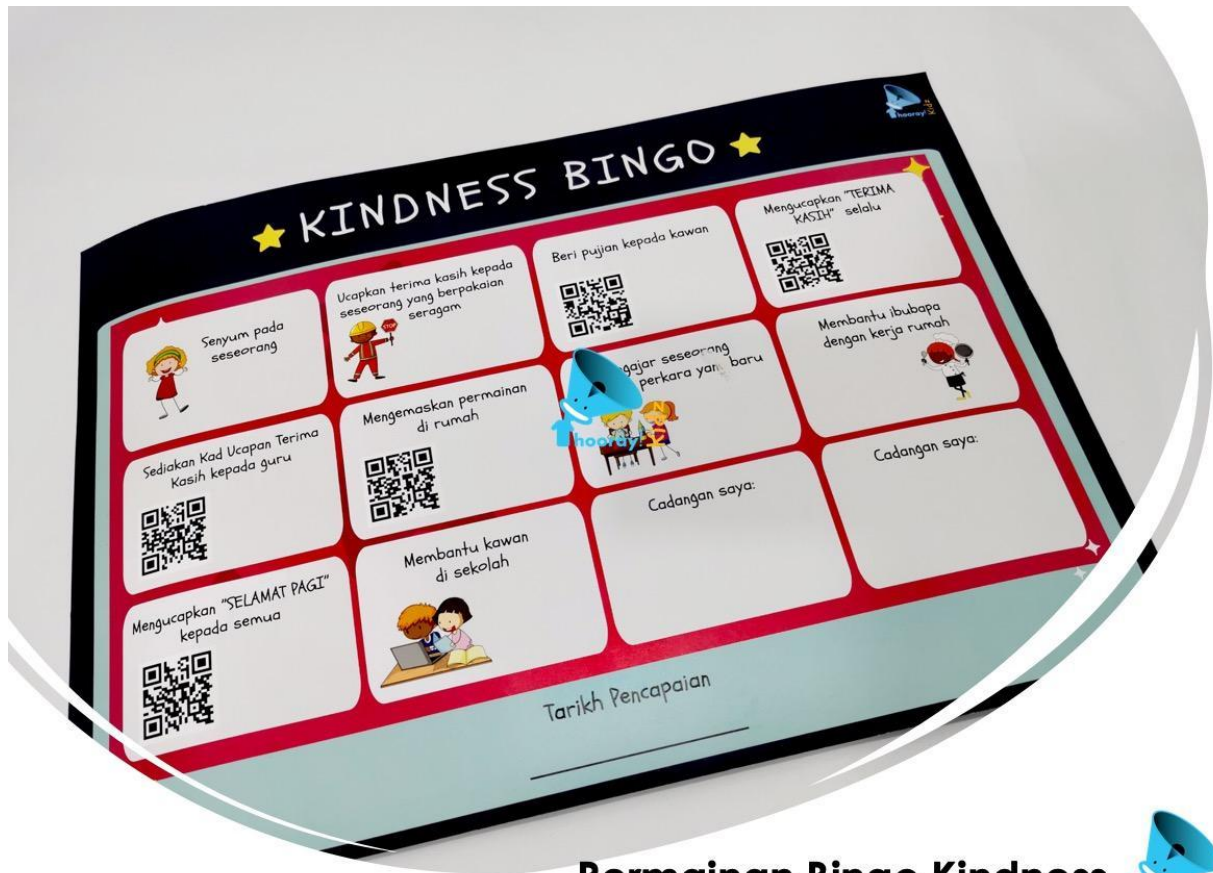 hooray!
Kidz
KINDNESS BINGO
Senyum pada
seseorang
Ucapkan terima kasih kepada
seseorang yang berpakaian
seragam
STOP
Beri pujian kepada kawan
Mengucapkan "TERIMA
KASIH" selalu
Sediakan Kad Ucapan Terima
Kasih kepada guru
Mengemaskan permainan
di rumah
seseorang
perkara yang baru
hooray!
Membantu ibubapa
dengan kerja rumah
Mengucapkan "SELAMAT PAGI"
kepada semua
Membantu kawan
di sekolah
Cadangan saya:
Cadangan saya:
Tarikh Pencapaian
Permainan Bingo Kindness